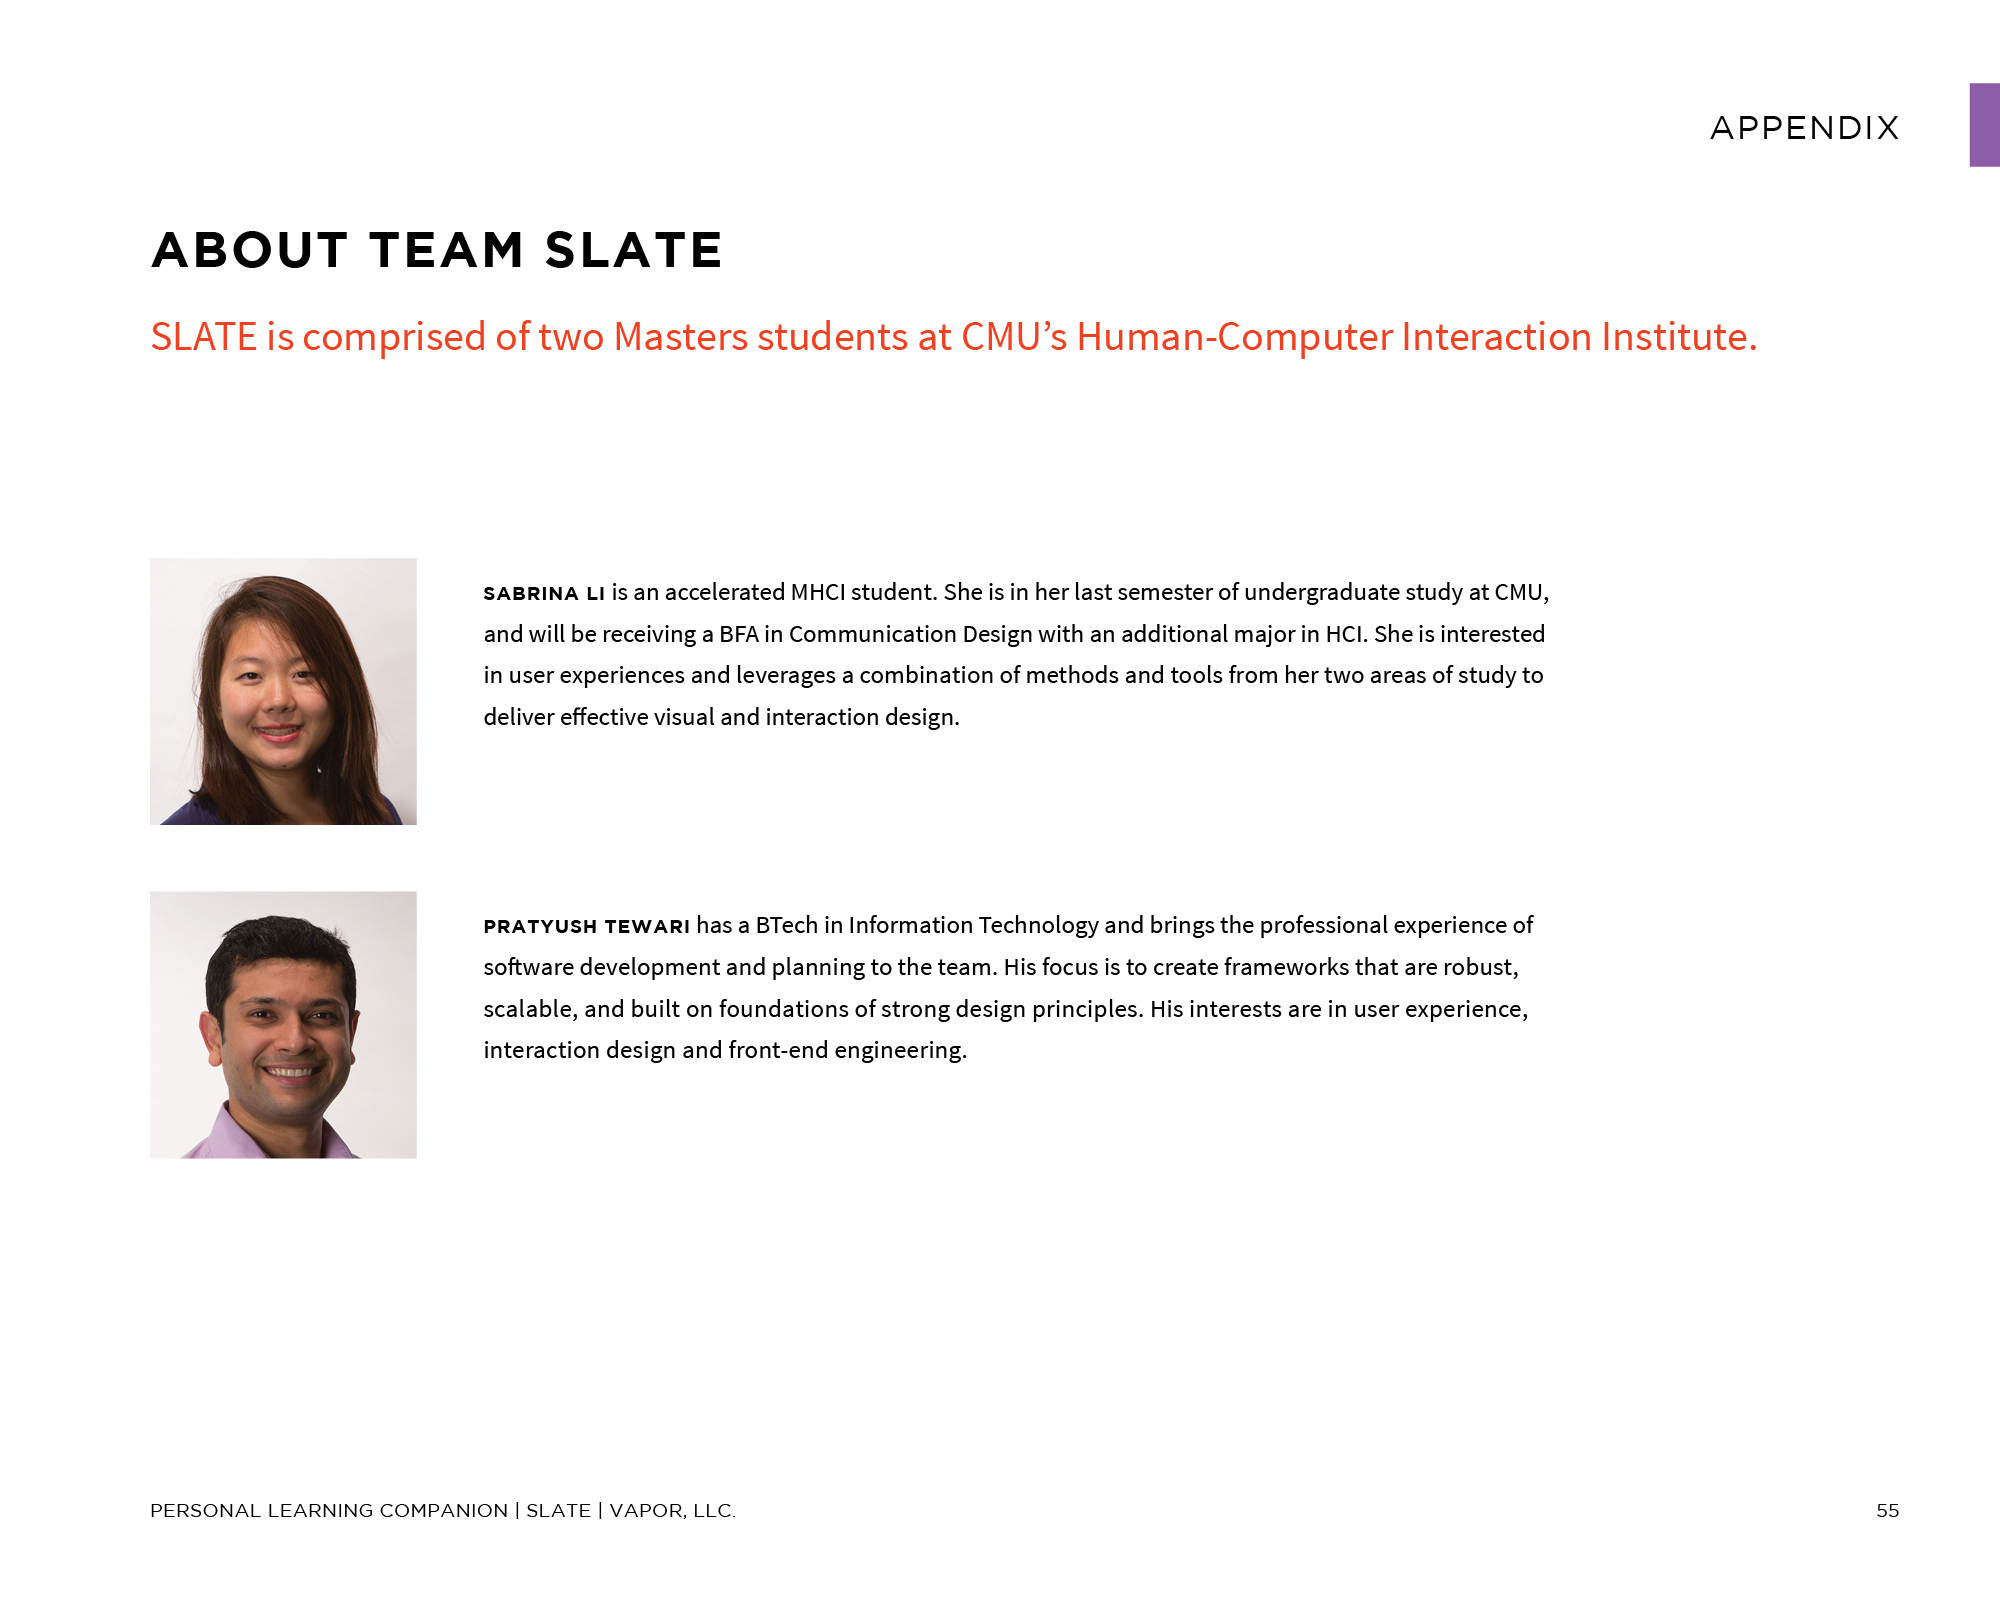 APPENDIX
ABOUT TEAM SLATE
SLATE is comprised of two Masters students at CMU’s Human-Computer Interaction Institute.
SABRINA LI is an accelerated MHCI student. She is in her last semester of undergraduate study at CMU,
and will be receiving a BFA in Communication Design with an additional major in HCI. She is interested
in user experiences and leverages a combination of methods and tools from her two areas of study to
deliver effective visual and interaction design.
PRATYUSH TEWARI has a BTech in Information Technology and brings the professional experience of
software development and planning to the team. His focus is to create frameworks that are robust,
scalable, and built on foundations of strong design principles. His interests are in user experience,
interaction design and front-end engineering.
PERSONAL LEARNING COMPANION | SLATE | VAPOR, LLC.
55